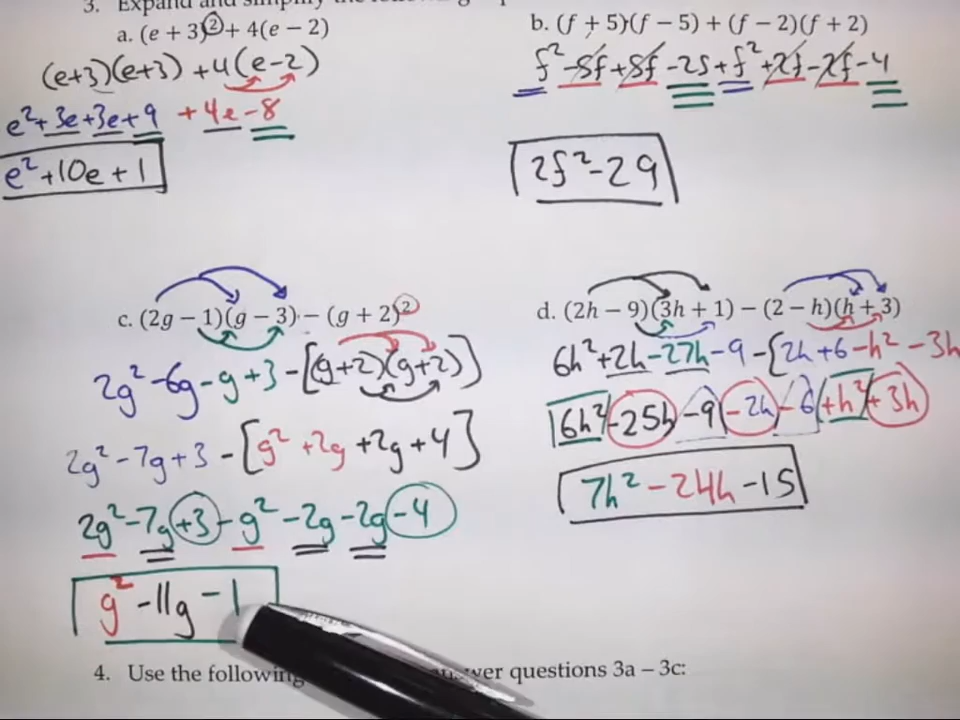 3. Expand and simplify the following
a. (e + 3)² + 4(e − 2)
(e+3)(e+3) +4(e-2)
e²+3e+3e+9 +4e-8
e²+10e+1
b. (f + 5)(f − 5) + (f − 2)(f + 2)
f²-5f+5f-25+f²+2f-2f-4
2f²-29
c. (2g − 1)(g − 3) − (g + 2)²
2g²-6g-g+3-[(g+2)(g+2)]
2g²-7g+3-[g²+2g+2g+4]
2g²-7g+3-g²-2g-2g-4
g²-11g-1
d. (2h − 9)(3h + 1) − (2 − h)(h + 3)
6h²+2h-27h-9-[2h+6-h²-3h
6h²-25h-9-2h-6+h²+3h
7h²-24h-15
4. Use the following questions 3a – 3c: